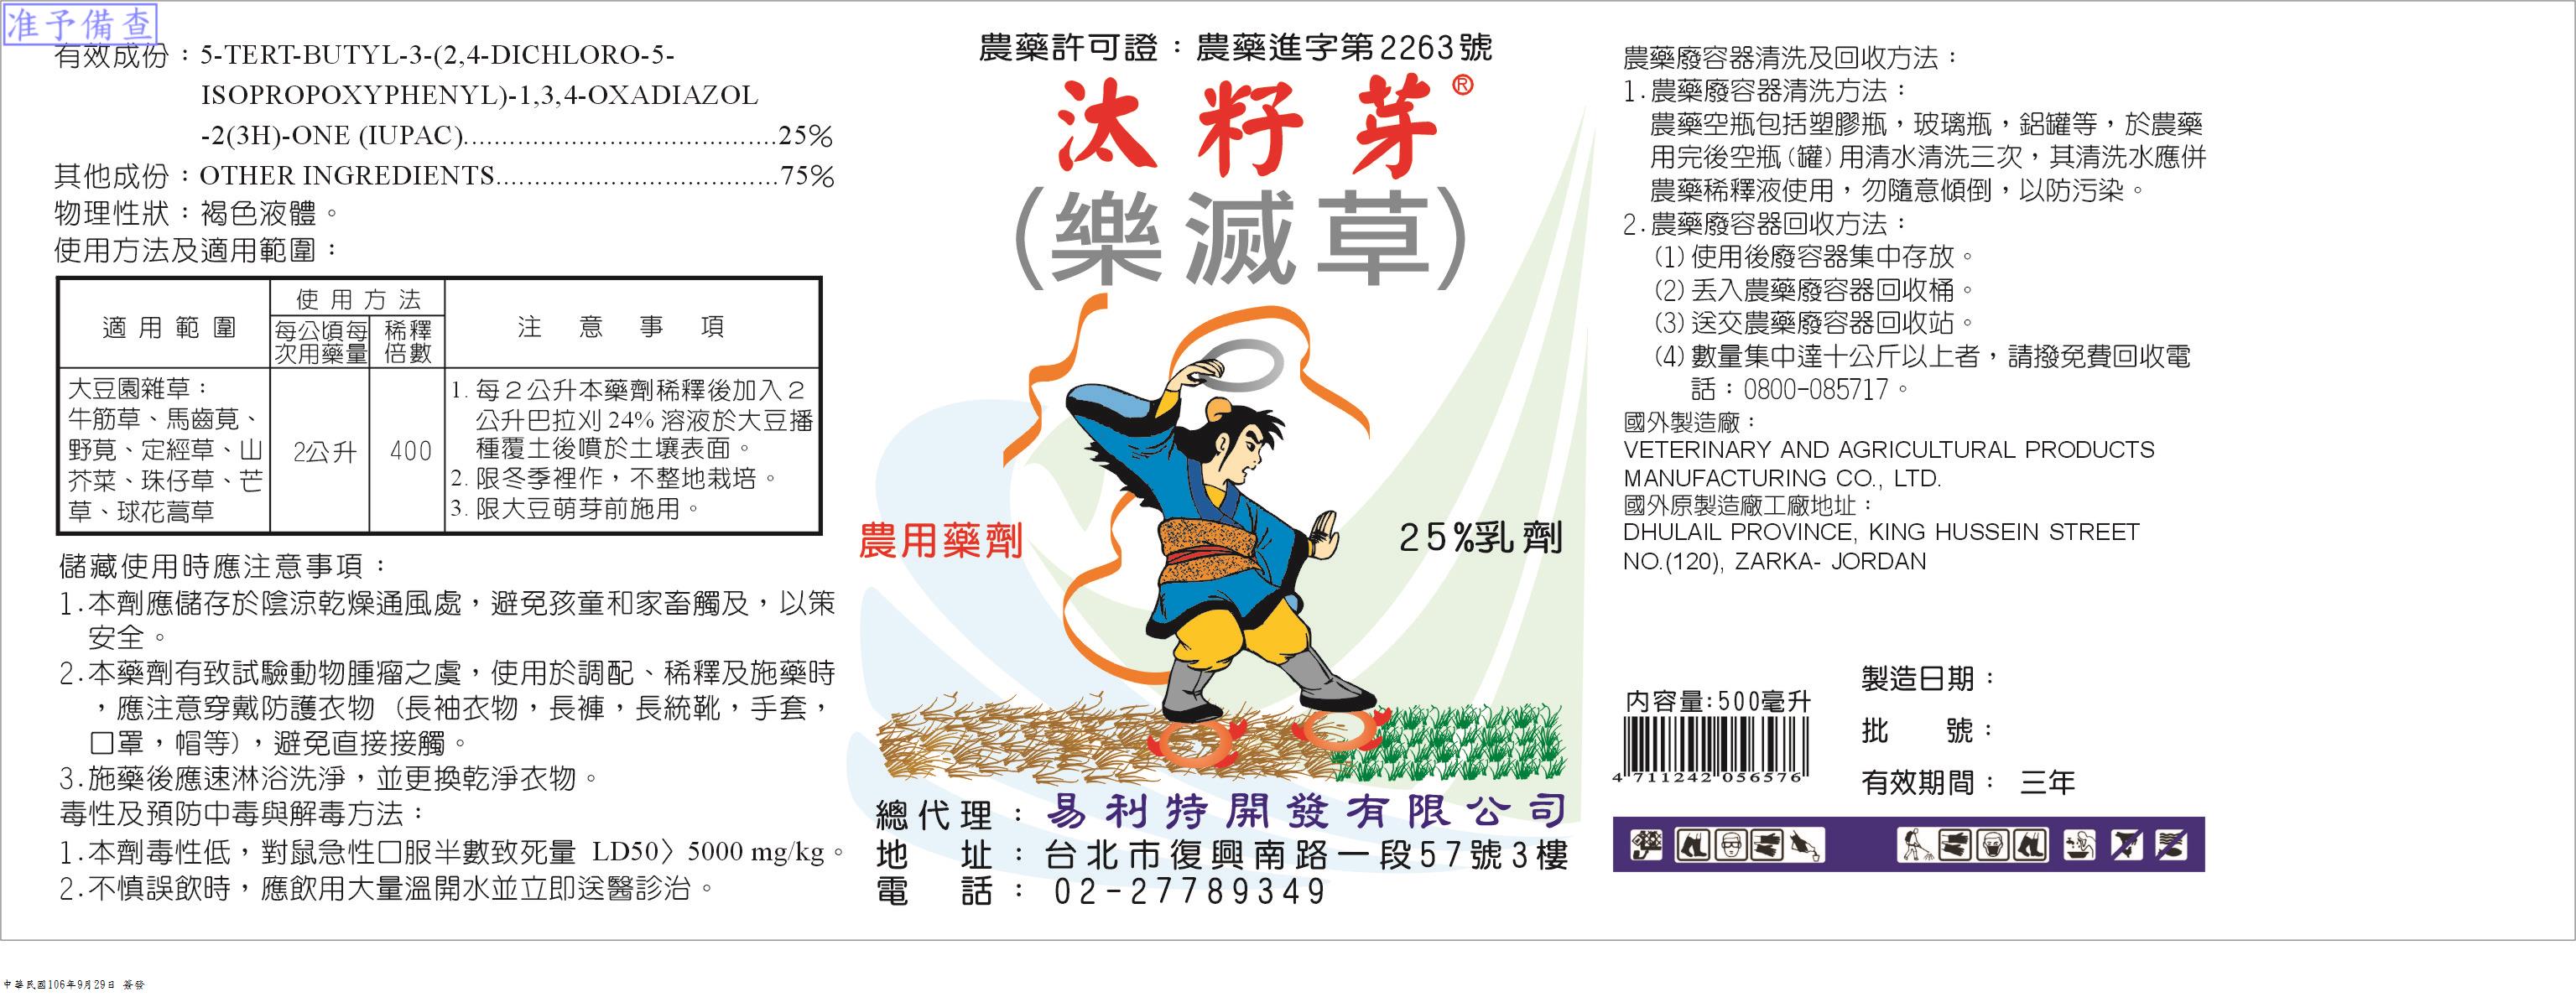 准予備查
有效成份：5-TERT-BUTYL-3-(2,4-DICHLORO-5-
ISOPROPOXYPHENYL)-1,3,4-OXADIAZOL
-2(3H)-ONE (IUPAC)........................................25%
其他成份：OTHER INGREDIENTS....................................75%
物理性狀：褐色液體。
使用方法及適用範圍：
適用範圍
使用方法
每公頃每
次用藥量
稀釋
倍數
注意事項
大豆園雜草：
牛筋草、馬齒莧、
野莧、定經草、山
芥菜、珠仔草、芒
草、球花蒿草
2公升
400
1. 每2公升本藥劑稀釋後加入2
公升巴拉刈24%溶液於大豆播
種覆土後噴於土壤表面。
2. 限冬季裡作，不整地栽培。
3. 限大豆萌芽前施用。
儲藏使用時應注意事項：
1.本劑應儲存於陰涼乾燥通風處，避免孩童和家畜觸及，以策
安全。
2.本藥劑有致試驗動物腫瘤之虞，使用於調配、稀釋及施藥時
，應注意穿戴防護衣物（長袖衣物，長褲，長統靴，手套，
口罩，帽等），避免直接接觸。
3.施藥後應速淋浴洗淨，並更換乾淨衣物。
毒性及預防中毒與解毒方法：
1.本劑毒性低，對鼠急性口服半數致死量 LD50〉5000 mg/kg。
2.不慎誤飲時，應飲用大量溫開水並立即送醫診治。
農藥許可證：農藥進字第2263號
汰籽芽®
(樂滅草)
農用藥劑
25%乳劑
總代理：易利特開發有限公司
地址：台北市復興南路一段57號3樓
電話：02-27789349
農藥廢容器清洗及回收方法：
1.農藥廢容器清洗方法：
農藥空瓶包括塑膠瓶，玻璃瓶，鋁罐等，於農藥
用完後空瓶(罐)用清水清洗三次，其清洗水應併
農藥稀釋液使用，勿隨意傾倒，以防污染。
2.農藥廢容器回收方法：
(1)使用後廢容器集中存放。
(2)丟入農藥廢容器回收桶。
(3)送交農藥廢容器回收站。
(4)數量集中達十公斤以上者，請撥免費回收電
話：0800-085717。
國外製造廠：
VETERINARY AND AGRICULTURAL PRODUCTS
MANUFACTURING CO., LTD.
國外原製造廠工廠地址：
DHULAIL PROVINCE, KING HUSSEIN STREET
NO.(120), ZARKA- JORDAN
內容量:500毫升
4 711242 056576
製造日期：
批號：
有效期間：三年
中華民國106年9月29日 簽發